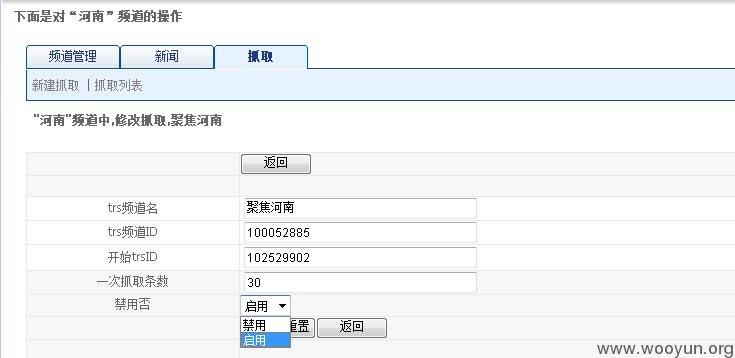 下面是对“河南”频道的操作
频道管理 新闻 抓取
新建抓取 | 抓取列表
"河南"频道中,修改抓取,聚焦河南
返回
trs频道名 聚焦河南
trs频道ID 100052885
开始trsID 102529902
一次抓取条数 30
禁用否 启用
禁用 重置 返回
启用
www.wooyun.org